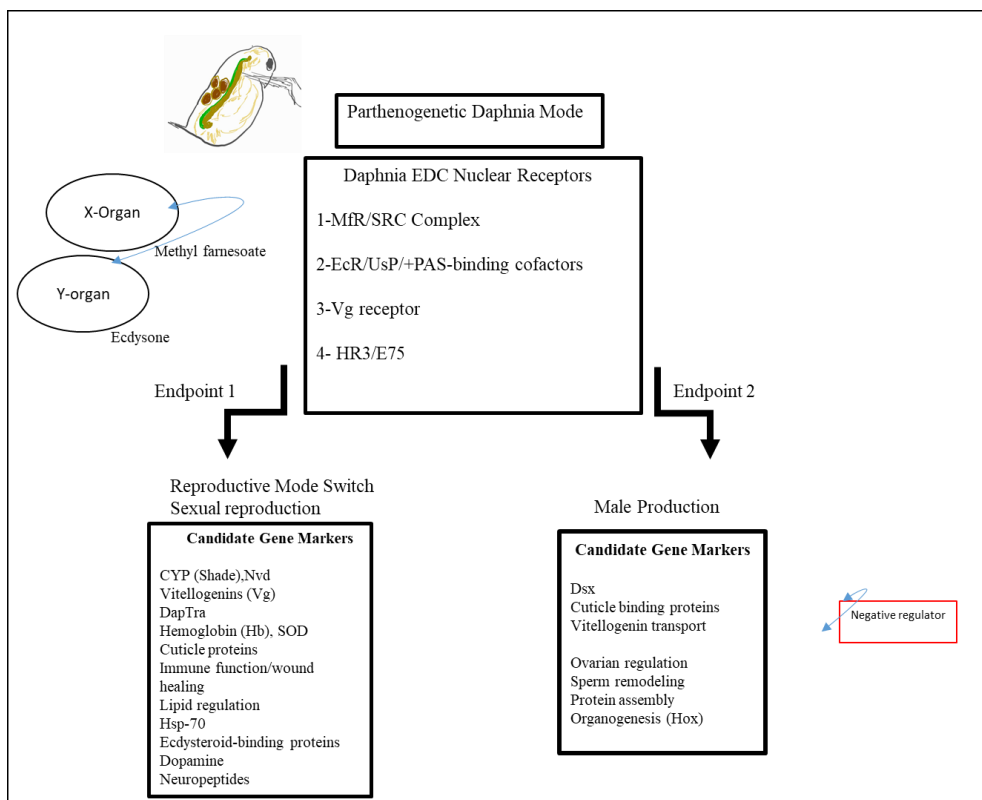 Parthenogenetic Daphnia Mode
Daphnia EDC Nuclear Receptors
1-MfR/SRC Complex
2-EcR/UsP/+PAS-binding cofactors
3-Vg receptor
4- HR3/E75
X-Organ
Methyl farnesoate
Y-organ
Ecdysone
Endpoint 1
Endpoint 2
Reproductive Mode Switch
Sexual reproduction
Candidate Gene Markers
CYP (Shade),Nvd
Vitellogenins (Vg)
DapTra
Hemoglobin (Hb), SOD
Cuticle proteins
Immune function/wound
healing
Lipid regulation
Hsp-70
Ecdysteroid-binding proteins
Dopamine
Neuropeptides
Male Production
Candidate Gene Markers
Dsx
Cuticle binding proteins
Vitellogenin transport
Ovarian regulation
Sperm remodeling
Protein assembly
Organogenesis (Hox)
Negative regulator